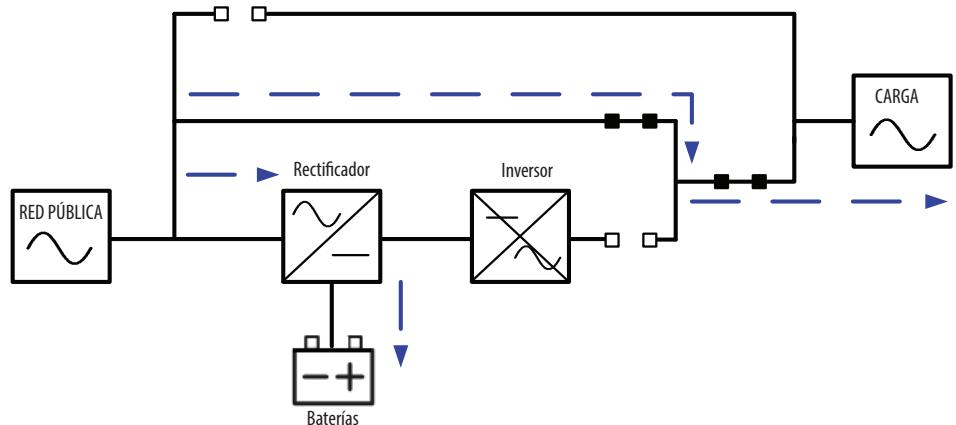 CARGA
Rectificador
Inversor
RED PÚBLICA
Baterías